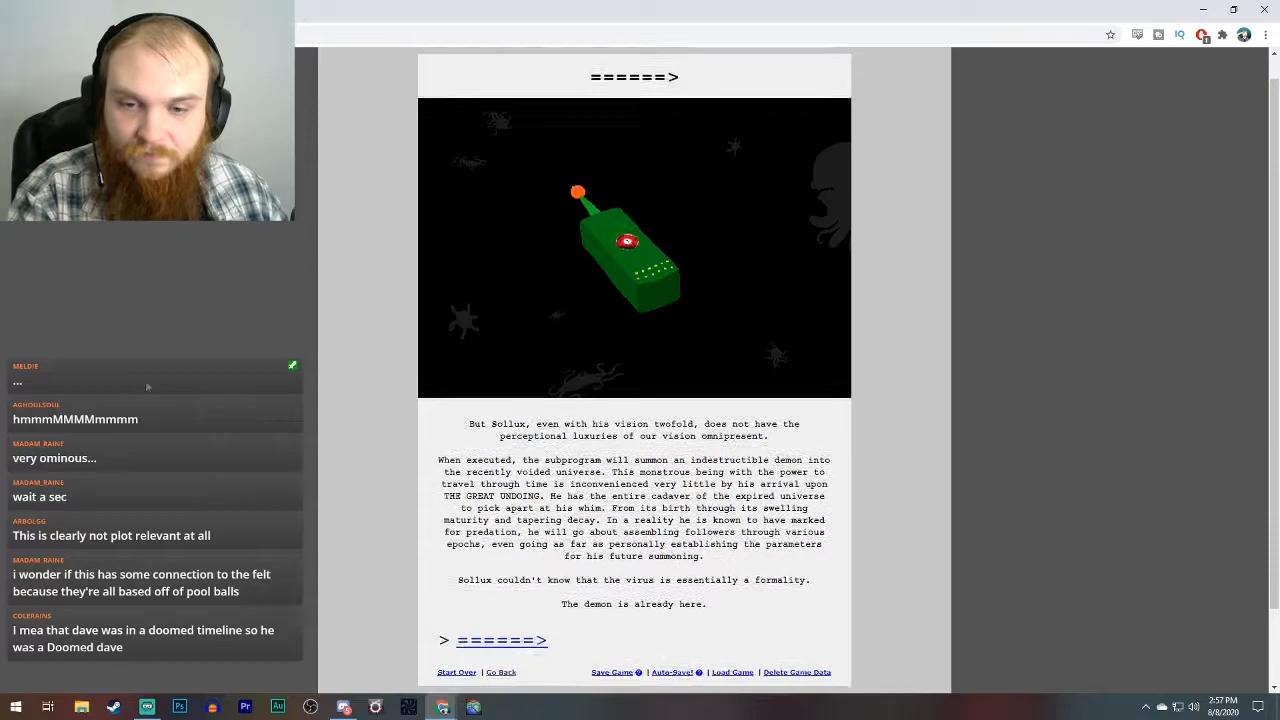 ======>
But Sollux, even with his vision twofold, does not have the
perceptional luxuries of our vision omnipresent.
When executed, the subprogram will summon an indestructible demon into
the recently voided universe. This monstrous being with the power to
travel through time is inconvenienced very little by his arrival upon
THE GREAT UNDOING. He has the entire cadaver of the expired universe
to pick apart at his whim. From its birth through its swelling
maturity and tapering decay. In a reality he is known to have marked
for predation, he will go about assembling followers through various
epochs, even going as far as personally establishing the parameters
for his future summoning.
Sollux couldn't know that the virus is essentially a formality.
The demon is already here.
> ======>
Start Over | Go Back
Save Game ? | Auto-Save! ? | Load Game | Delete Game Data
MELDIE
...
AGHOULSOUL
hmmmMMMMmmmm
MADAM_RAINE
very ominous...
MADAM_RAINE
wait a sec
ARBOLGG
This is clearly not plot relevant at all
MADAM_RAINE
i wonder if this has some connection to the felt
because they're all based off of pool balls
COLERAINS
I mea that dave was in a doomed timeline so he
was a Doomed dave
IQ
1
Ps
Pr
Au
2:57 PM
8/8/2020